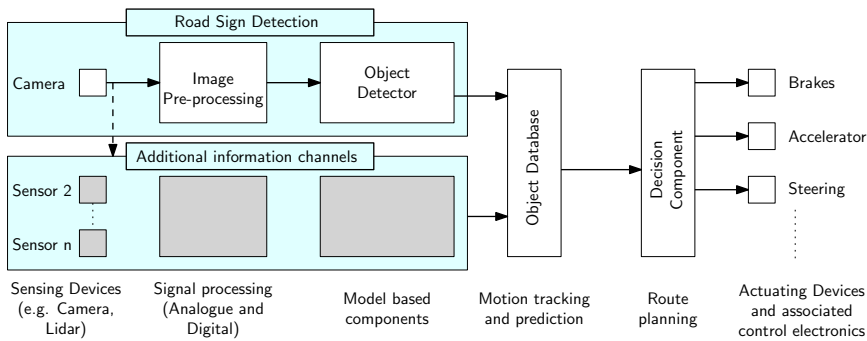 Road Sign Detection
Camera
Image
Pre-processing
Object
Detector
Additional information channels
Sensor 2
Sensor n
Object Database
Decision
Component
Brakes
Accelerator
Steering
Sensing Devices
(e.g. Camera,
Lidar)
Signal processing
(Analogue and
Digital)
Model based
components
Motion tracking
and prediction
Route
planning
Actuating Devices
and associated
control electronics